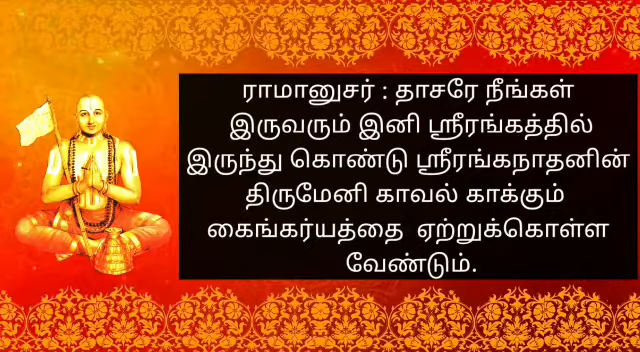 ராமானுசர் : தாசரே நீங்கள்
இருவரும் இனி ஸ்ரீரங்கத்தில்
இருந்து கொண்டு ஸ்ரீரங்கநாதனின்
திருமேனி காவல் காக்கும்
கைங்கர்யத்தை ஏற்றுக்கொள்ள
வேண்டும்.